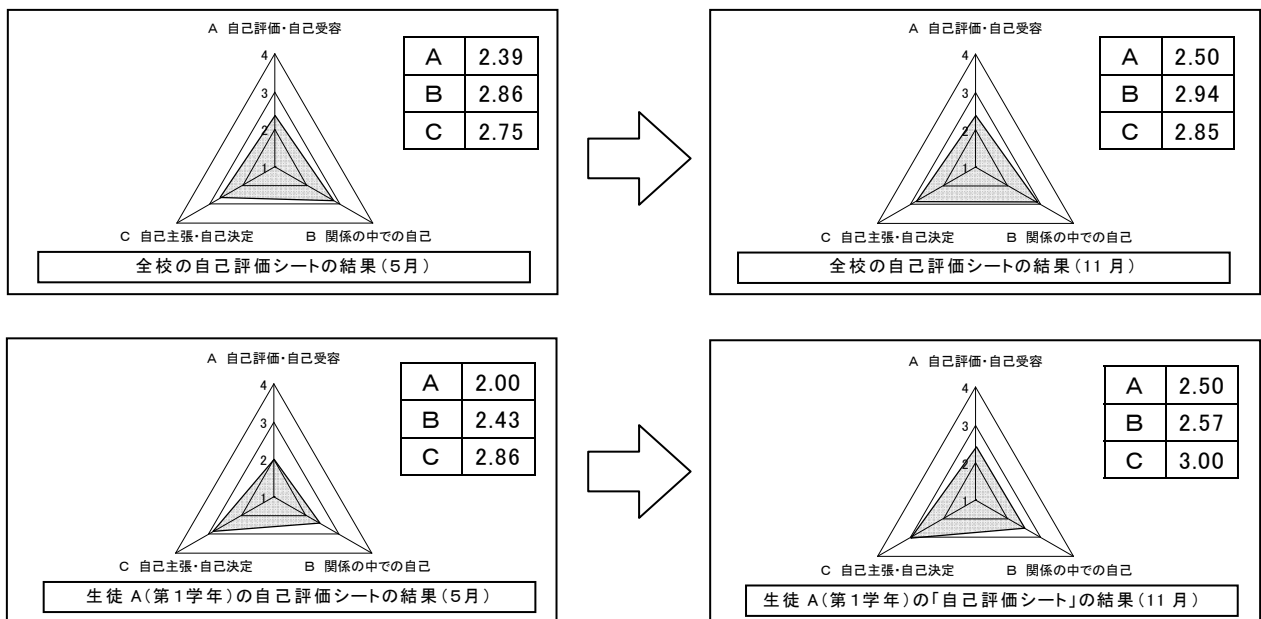 A 自己評価・自己受容
4
3
2
1
C 自己主張・自己決定 B 関係の中での自己
A 2.39
B 2.86
C 2.75
全校の自己評価シートの結果(5月)
A 自己評価・自己受容
4
3
2
1
C 自己主張・自己決定 B 関係の中での自己
A 2.50
B 2.94
C 2.85
全校の自己評価シートの結果(11月)
A 自己評価・自己受容
4
3
2
1
C 自己主張・自己決定 B 関係の中での自己
A 2.00
B 2.43
C 2.86
生徒A(第1学年)の自己評価シートの結果(5月)
A 自己評価・自己受容
4
3
2
1
C 自己主張・自己決定 B 関係の中での自己
A 2.50
B 2.57
C 3.00
生徒A(第1学年)の「自己評価シート」の結果(11月)